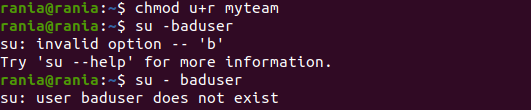 rania@rania:~$ chmod u+r myteam
rania@rania:~$ su -baduser
su: invalid option -- 'b'
Try 'su --help' for more information.
rania@rania:~$ su - baduser
su: user baduser does not exist